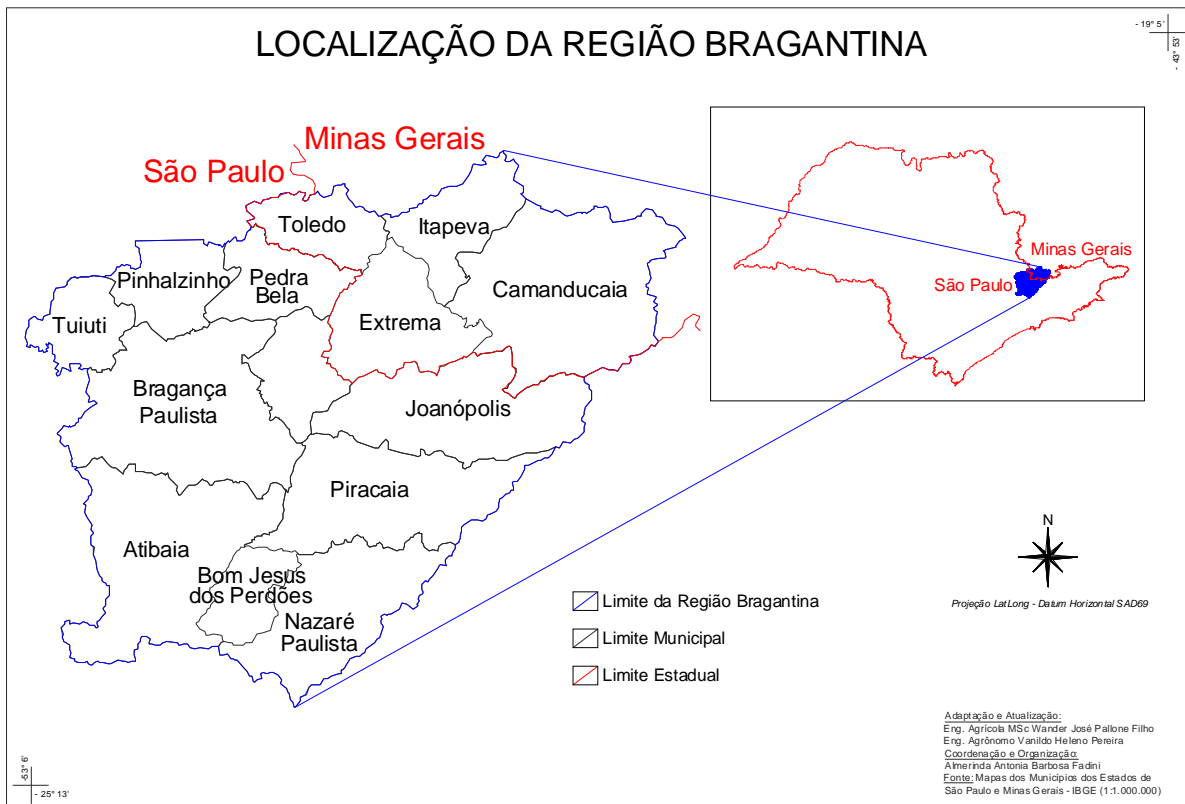 LOCALIZAÇÃO DA REGIÃO BRAGANTINA
- 19° 5'
- 43° 53'
Minas Gerais
São Paulo
Toledo
Itapeva
Pinhalzinho
Pedra
Bela
Camanducaia
Tuiuti
Extrema
Bragança
Paulista
Joanópolis
Piracaia
Atibaia
Bom Jesus
dos Perdões
Nazaré
Paulista
Minas Gerais
São Paulo
N
Projeção LatLong - Datum Horizontal SAD69
Limite da Região Bragantina
Limite Municipal
Limite Estadual
Adaptação e Atualização:
Eng. Agrícola MSc Wander José Pallone Filho
Eng. Agrônomo Vanildo Heleno Pereira
Coordenação e Organização:
Almerinda Antonia Barbosa Fadini
Fonte: Mapas dos Municípios dos Estados de
São Paulo e Minas Gerais - IBGE (1:1.000.000)
-53° 6'
- 25° 13'